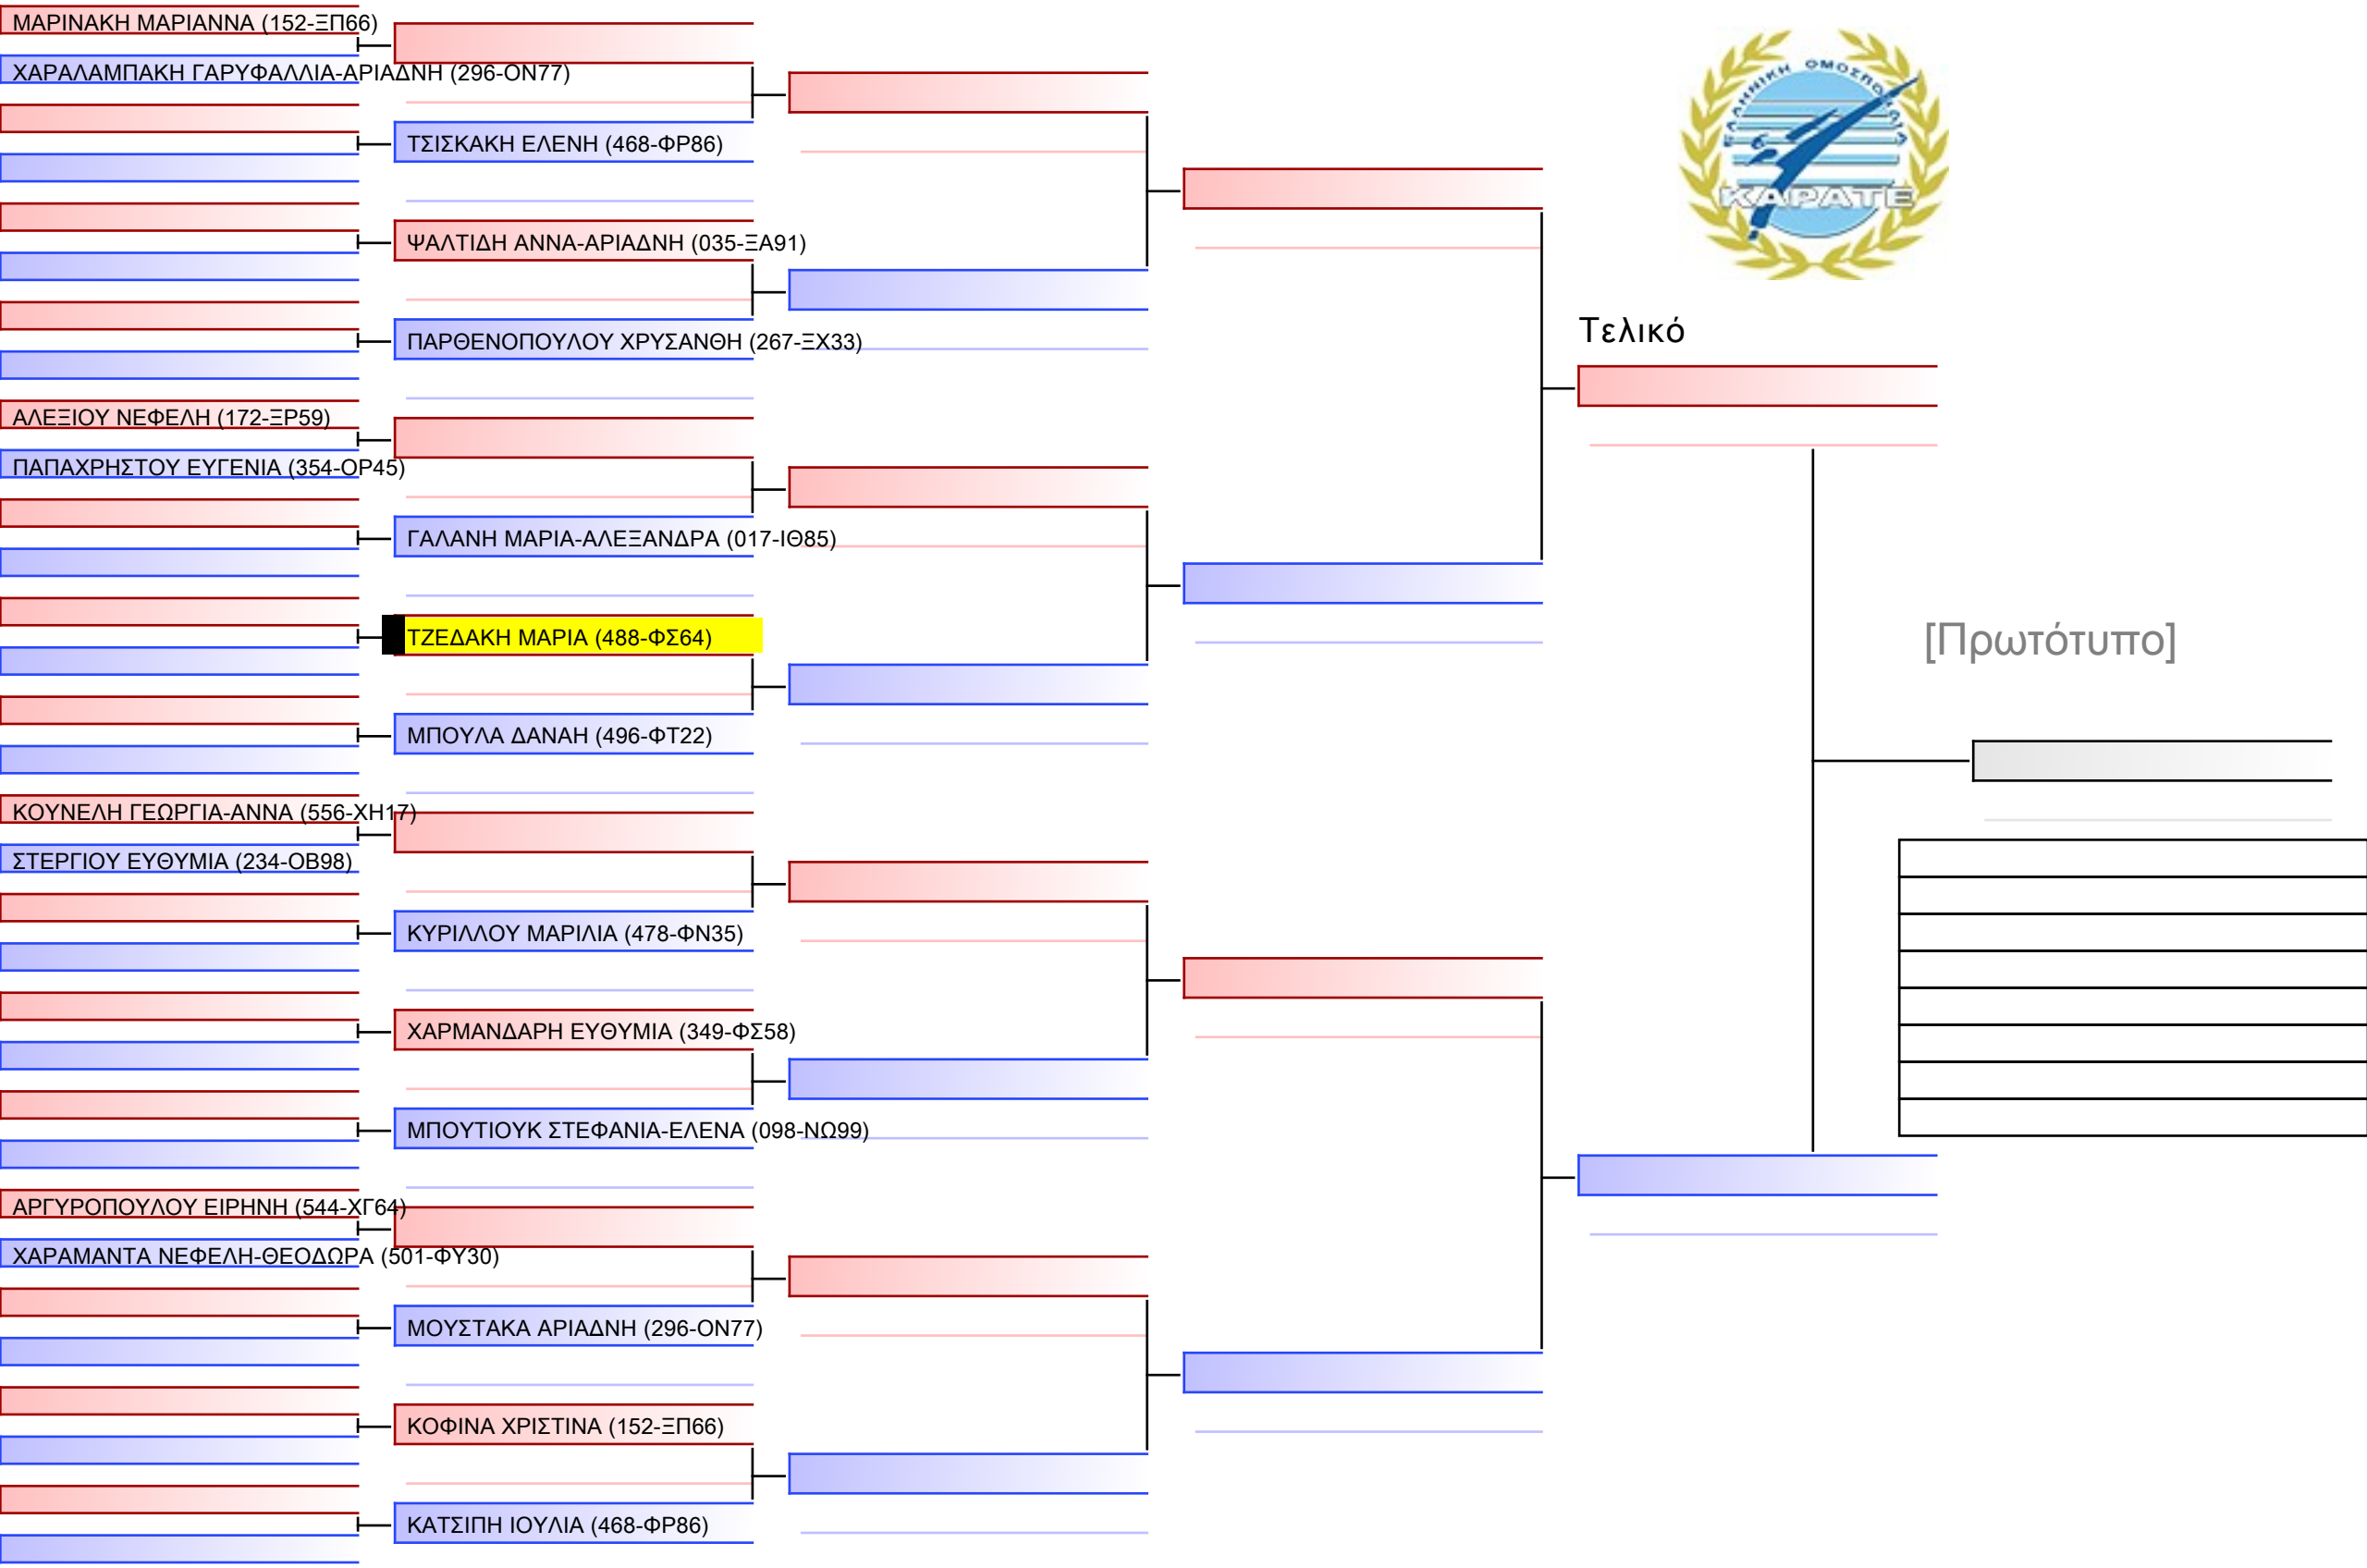 ΜΑΡΙΝΑΚΗ ΜΑΡΙΑΝΝΑ (152-ΞΠ66)
ΧΑΡΑΛΑΜΠΑΚΗ ΓΑΡΥΦΑΛΛΙΑ-ΑΡΙΑΔΝΗ (296-ΟΝ77)
ΤΣΙΣΚΑΚΗ ΕΛΕΝΗ (468-ΦΡ86)
ΨΑΛΤΙΔΗ ΑΝΝΑ-ΑΡΙΑΔΝΗ (035-ΞΑ91)
ΠΑΡΘΕΝΟΠΟΥΛΟΥ ΧΡΥΣΑΝΘΗ (267-ΞΧ33)
ΑΛΕΞΙΟΥ ΝΕΦΕΛΗ (172-ΞΡ59)
ΠΑΠΑΧΡΗΣΤΟΥ ΕΥΓΕΝΙΑ (354-ΟΡ45)
ΓΑΛΑΝΗ ΜΑΡΙΑ-ΑΛΕΞΑΝΔΡΑ (017-ΙΘ85)
ΤΖΕΔΑΚΗ ΜΑΡΙΑ (488-ΦΣ64)
ΜΠΟΥΛΑ ΔΑΝΑΗ (496-ΦΤ22)
ΚΟΥΝΕΛΗ ΓΕΩΡΓΙΑ-ΑΝΝΑ (556-ΧΗ17)
ΣΤΕΡΓΙΟΥ ΕΥΘΥΜΙΑ (234-ΟΒ98)
ΚΥΡΙΛΛΟΥ ΜΑΡΙΛΙΑ (478-ΦΝ35)
ΧΑΡΜΑΝΔΑΡΗ ΕΥΘΥΜΙΑ (349-ΦΣ58)
ΜΠΟΥΤΙΟΥΚ ΣΤΕΦΑΝΙΑ-ΕΛΕΝΑ (098-ΝΩ99)
ΑΡΓΥΡΟΠΟΥΛΟΥ ΕΙΡΗΝΗ (544-ΧΓ64)
ΧΑΡΑΜΑΝΤΑ ΝΕΦΕΛΗ-ΘΕΟΔΩΡΑ (501-ΦΥ30)
ΜΟΥΣΤΑΚΑ ΑΡΙΑΔΝΗ (296-ΟΝ77)
ΚΟΦΙΝΑ ΧΡΙΣΤΙΝΑ (152-ΞΠ66)
ΚΑΤΣΙΠΗ ΙΟΥΛΙΑ (468-ΦΡ86)
ΕΛΛΗΝΙΚΗ ΟΜΟΣΠΟΝΔΙΑ
ΚΑΡΑΤΕ
Τελικό
[Πρωτότυπο]